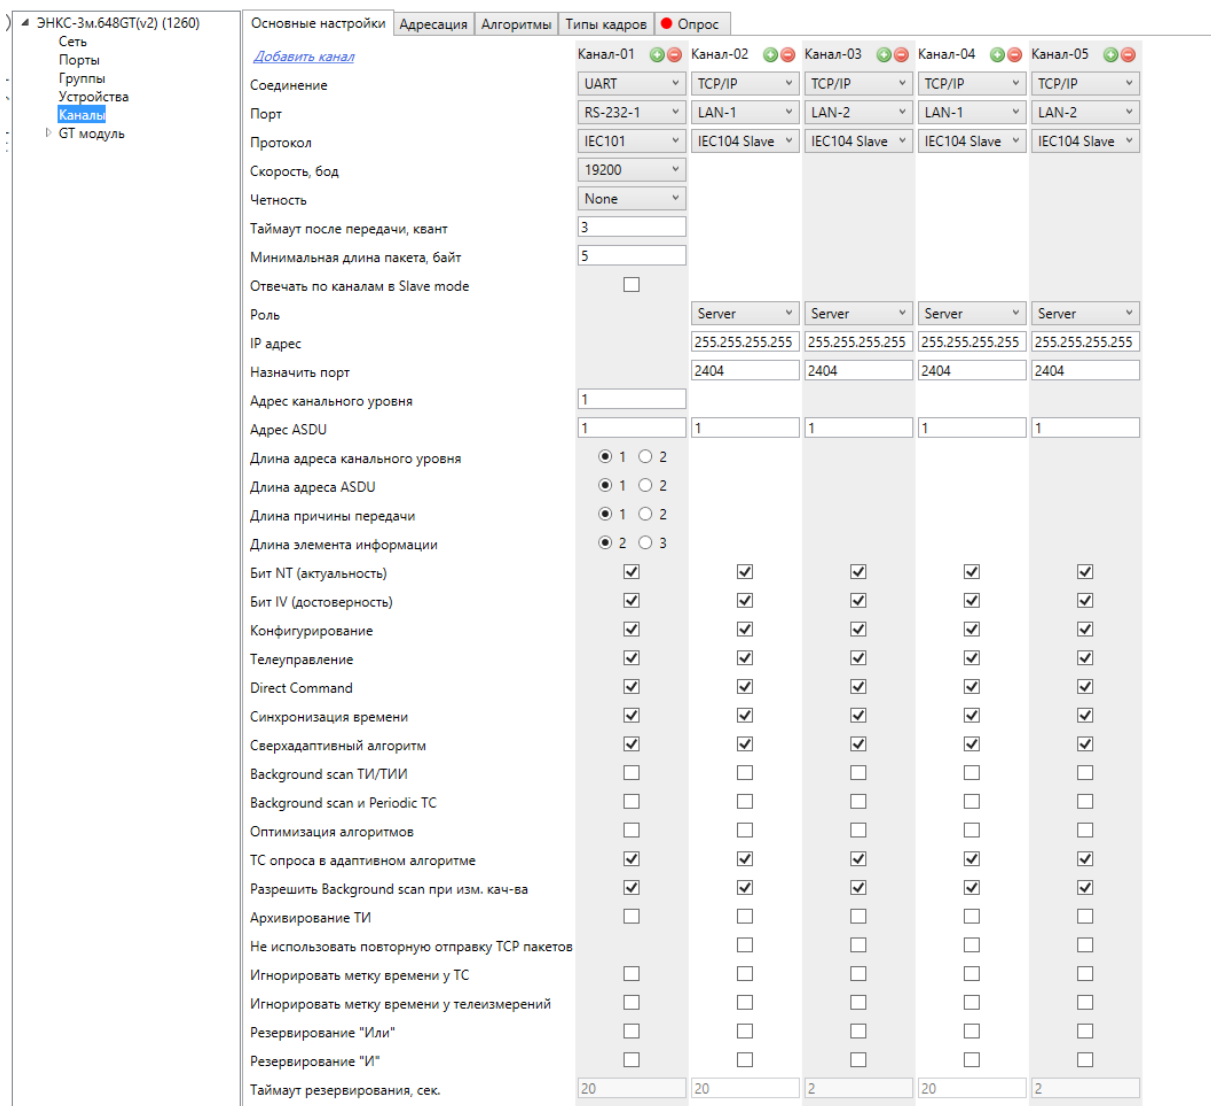 ЭНКС-3м.648GT(v2) (1260)
Сеть
Порты
Группы
Устройства
Каналы
GT модуль
Основные настройки Адресация Алгоритмы Типы кадров Опрос
Добавить канал Канал-01 Канал-02 Канал-03 Канал-04 Канал-05
Соединение UART TCP/IP TCP/IP TCP/IP TCP/IP
Порт RS-232-1 LAN-1 LAN-2 LAN-1 LAN-2
Протокол IEC101 IEC104 Slave IEC104 Slave IEC104 Slave IEC104 Slave
Скорость, бод 19200
Четность None
Таймаут после передачи, квант 3
Минимальная длина пакета, байт 5
Отвечать по каналам в Slave mode
Роль Server Server Server Server
IP адрес 255.255.255.255 255.255.255.255 255.255.255.255 255.255.255.255
Назначить порт 2404 2404 2404 2404
Адрес канального уровня 1
Адрес ASDU 1 1 1 1 1
Длина адреса канального уровня 1 2
Длина адреса ASDU 1 2
Длина причины передачи 1 2
Длина элемента информации 2 3
Бит NT (актуальность)
Бит IV (достоверность)
Конфигурирование
Телеуправление
Direct Command
Синхронизация времени
Сверхадаптивный алгоритм
Background scan ТИ/ТИИ
Background scan и Periodic ТС
Оптимизация алгоритмов
ТС опроса в адаптивном алгоритме
Разрешить Background scan при изм. кач-ва
Архивирование ТИ
Не использовать повторную отправку TCP пакетов
Игнорировать метку времени у ТС
Игнорировать метку времени у телеизмерений
Резервирование "Или"
Резервирование "И"
Таймаут резервирования, сек. 20 20 2 20 2